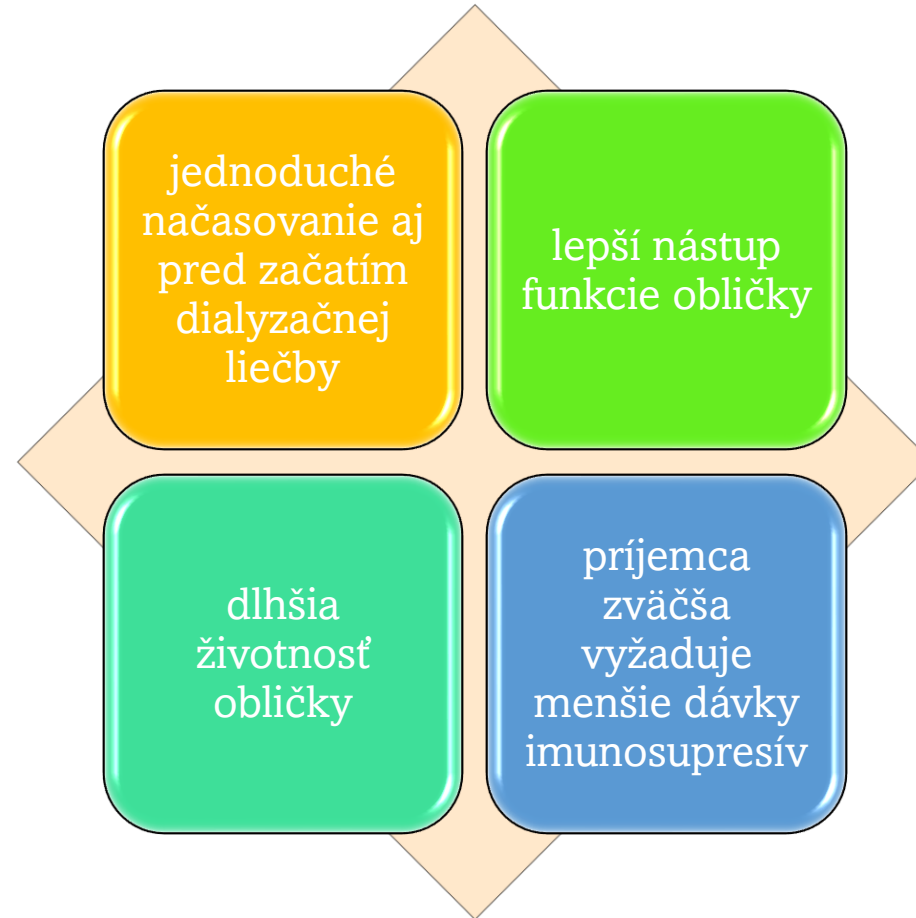 jednoduché
načasovanie aj
pred začatím
dialyzačnej
liečby
lepší nástup
funkcie obličky
dlhšia
životnosť
obličky
príjemca
zväčša
vyžaduje
menšie dávky
imunosupresív